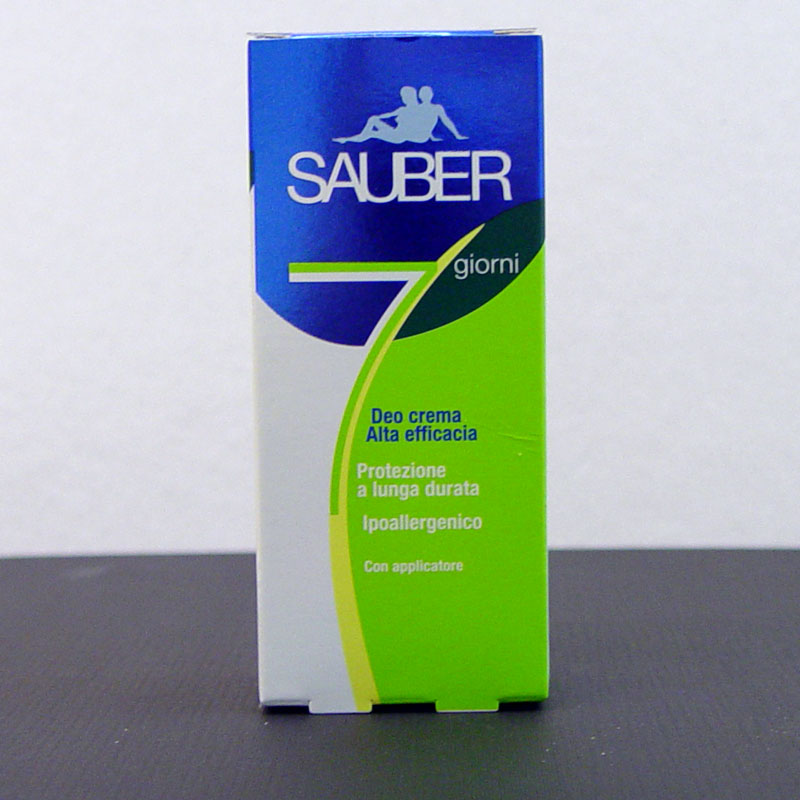 SAUBER
7 giorni
Deo crema
Alta efficacia
Protezione
a lunga durata
Ipoallergenico
Con applicatore